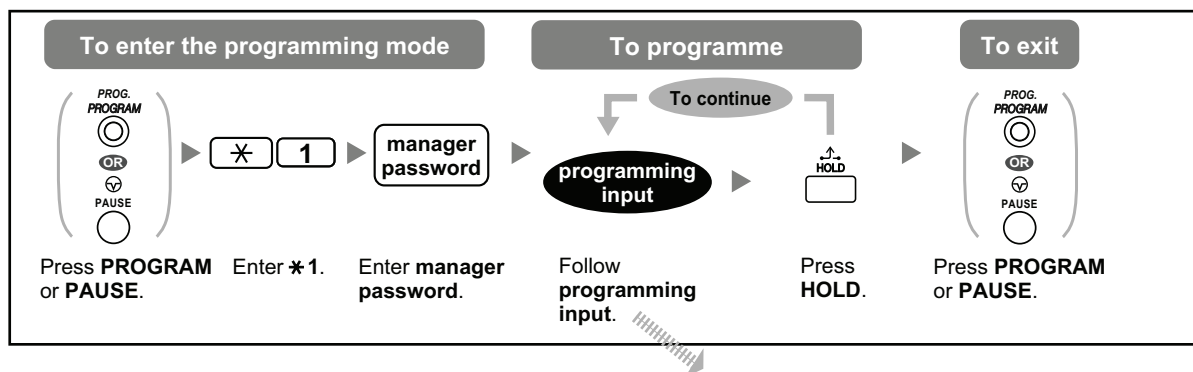 To enter the programming mode
To programme
To exit
To continue
PROG.
PROGRAM
OR
PAUSE
* 1
manager
password
programming
input
HOLD
PROG.
PROGRAM
OR
PAUSE
Press PROGRAM
or PAUSE.
Enter *1.
Enter manager
password.
Follow
programming
input.
Press
HOLD.
Press PROGRAM
or PAUSE.